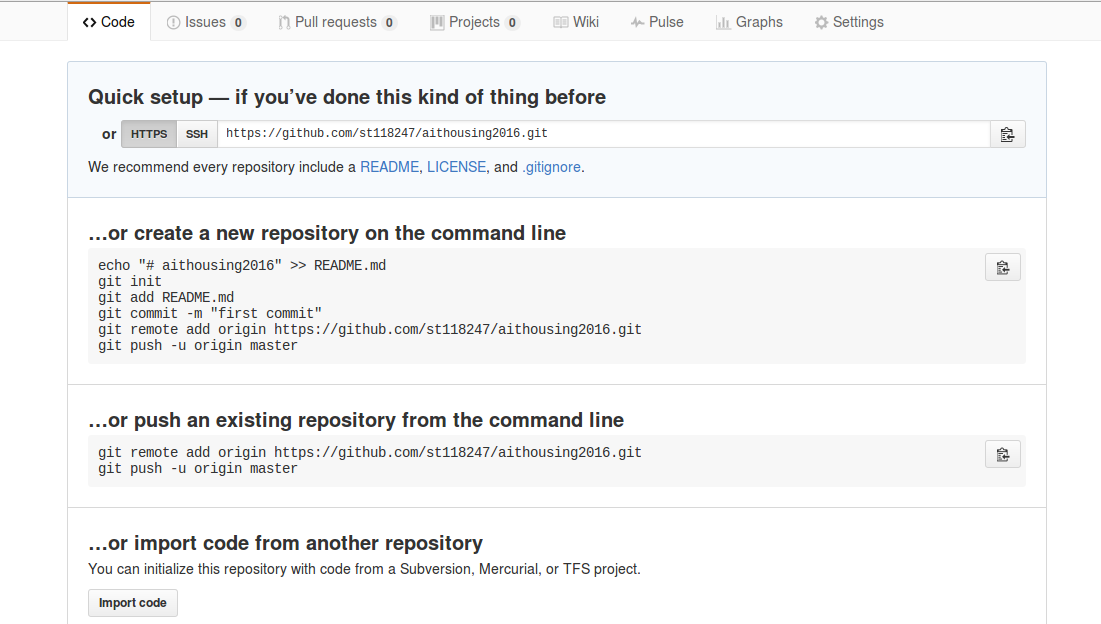 Code Issues 0 Pull requests 0 Projects 0 Wiki Pulse Graphs Settings
Quick setup — if you’ve done this kind of thing before
or HTTPS SSH https://github.com/st118247/aithousing2016.git
We recommend every repository include a README, LICENSE, and .gitignore.
…or create a new repository on the command line
echo "# aithousing2016" >> README.md
git init
git add README.md
git commit -m "first commit"
git remote add origin https://github.com/st118247/aithousing2016.git
git push -u origin master
…or push an existing repository from the command line
git remote add origin https://github.com/st118247/aithousing2016.git
git push -u origin master
…or import code from another repository
You can initialize this repository with code from a Subversion, Mercurial, or TFS project.
Import code